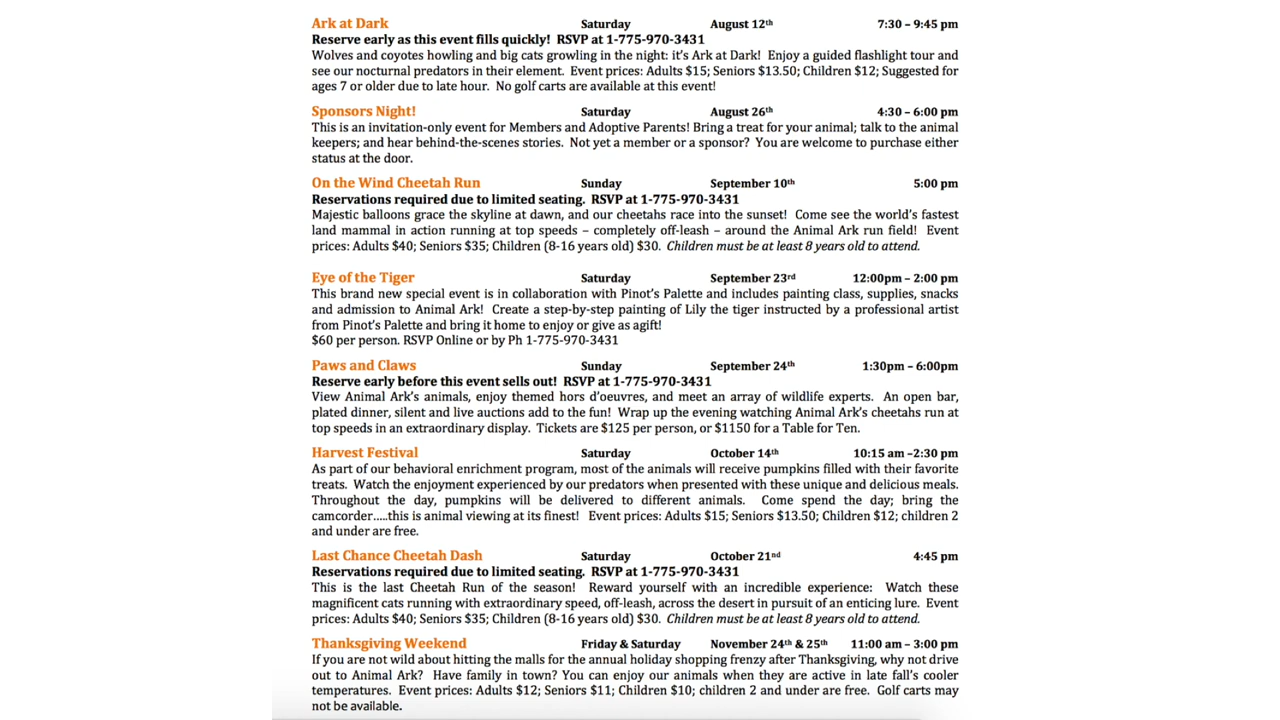 Ark at Dark Saturday August 12th 7:30 – 9:45 pm
Reserve early as this event fills quickly! RSVP at 1-775-970-3431
Wolves and coyotes howling and big cats growling in the night: it's Ark at Dark! Enjoy a guided flashlight tour and
see our nocturnal predators in their element. Event prices: Adults $15; Seniors $13.50; Children $12; Suggested for
ages 7 or older due to late hour. No golf carts are available at this event!
Sponsors Night! Saturday August 26th 4:30 – 6:00 pm
This is an invitation-only event for Members and Adoptive Parents! Bring a treat for your animal; talk to the animal
keepers; and hear behind-the-scenes stories. Not yet a member or a sponsor? You are welcome to purchase either
status at the door.
On the Wind Cheetah Run Sunday September 10th 5:00 pm
Reservations required due to limited seating. RSVP at 1-775-970-3431
Majestic balloons grace the skyline at dawn, and our cheetahs race into the sunset! Come see the world's fastest
land mammal in action running at top speeds – completely off-leash – around the Animal Ark run field! Event
prices: Adults $40; Seniors $35; Children (8-16 years old) $30. Children must be at least 8 years old to attend.
Eye of the Tiger Saturday September 23rd 12:00pm – 2:00 pm
This brand new special event is in collaboration with Pinot's Palette and includes painting class, supplies, snacks
and admission to Animal Ark! Create a step-by-step painting of Lily the tiger instructed by a professional artist
from Pinot's Palette and bring it home to enjoy or give as agift!
$60 per person. RSVP Online or by Ph 1-775-970-3431
Paws and Claws Sunday September 24th 1:30pm – 6:00pm
Reserve early before this event sells out! RSVP at 1-775-970-3431
View Animal Ark's animals, enjoy themed hors d'oeuvres, and meet an array of wildlife experts. An open bar,
plated dinner, silent and live auctions add to the fun! Wrap up the evening watching Animal Ark's cheetahs run at
top speeds in an extraordinary display. Tickets are $125 per person, or $1150 for a Table for Ten.
Harvest Festival Saturday October 14th 10:15 am –2:30 pm
As part of our behavioral enrichment program, most of the animals will receive pumpkins filled with their favorite
treats. Watch the enjoyment experienced by our predators when presented with these unique and delicious meals.
Throughout the day, pumpkins will be delivered to different animals. Come spend the day; bring the
camcorder.....this is animal viewing at its finest! Event prices: Adults $15; Seniors $13.50; Children $12; children 2
and under are free.
Last Chance Cheetah Dash Saturday October 21nd 4:45 pm
Reservations required due to limited seating. RSVP at 1-775-970-3431
This is the last Cheetah Run of the season! Reward yourself with an incredible experience: Watch these
magnificent cats running with extraordinary speed, off-leash, across the desert in pursuit of an enticing lure. Event
prices: Adults $40; Seniors $35; Children (8-16 years old) $30. Children must be at least 8 years old to attend.
Thanksgiving Weekend Friday & Saturday November 24th & 25th 11:00 am – 3:00 pm
If you are not wild about hitting the malls for the annual holiday shopping frenzy after Thanksgiving, why not drive
out to Animal Ark? Have family in town? You can enjoy our animals when they are active in late fall's cooler
temperatures. Event prices: Adults $12; Seniors $11; Children $10; children 2 and under are free. Golf carts may
not be available.